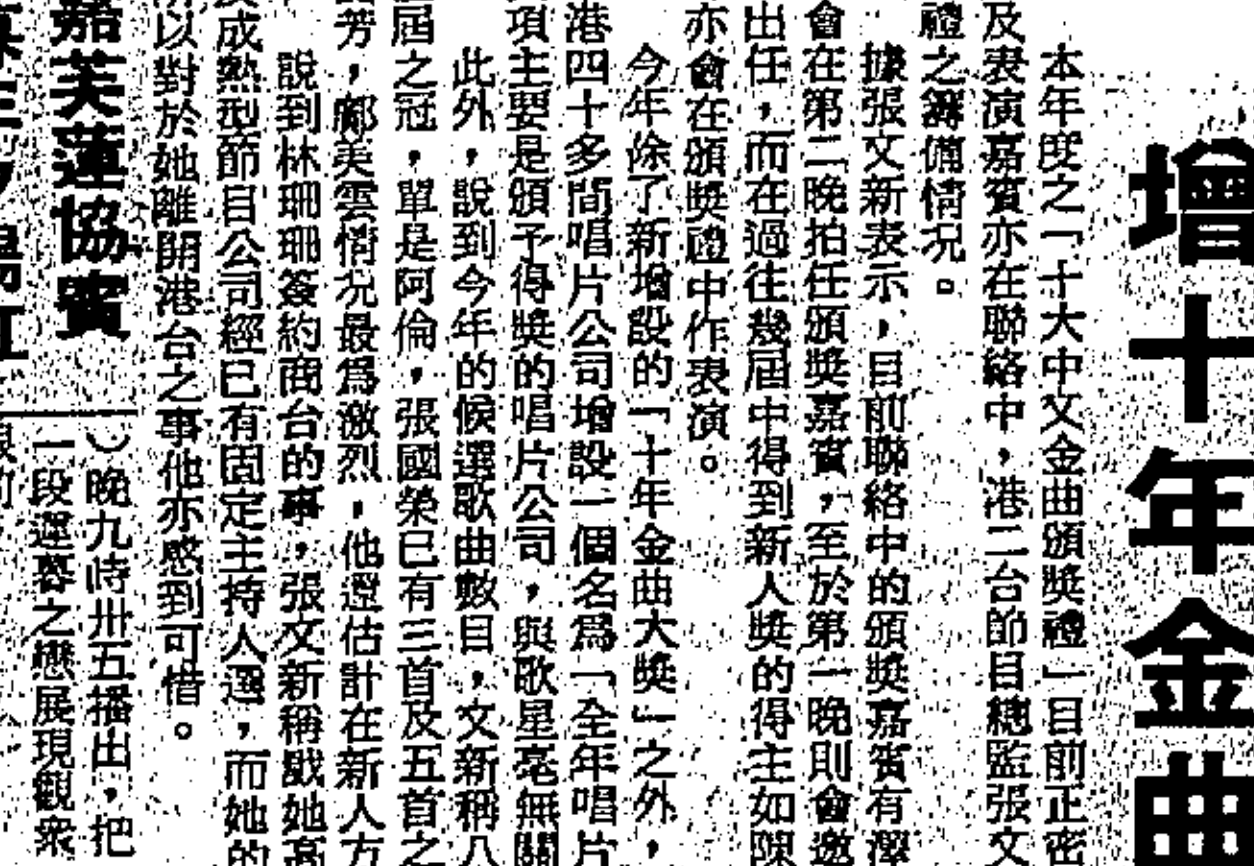 增十年金曲
本年度之「十大中文金曲頒獎禮」目前正密
及表演嘉賓亦在聯絡中，港二台節目總監張文
禮之籌備情況。
據張文新表示，目前聯絡中的頒獎嘉賓有
會在第二晚拍任頒獎嘉賓，至於第一晚則會邀
出任，而在過往幾屆中得到新人獎的得主如陳
亦會在頒獎禮中作表演。
今年除了新增設的「十年金曲大獎」之外，
港四十多間唱片公司增設一個名為「全年唱片
項主要是頒予得獎的唱片公司，與歌星毫無關
此外，說到今年的候選歌曲數目，文新稱八
屆之冠，單是阿倫，張國榮已有三首及五首之
芳，鄺美雲情況最為激烈，他還估計在新人方
說到林珊珊簽約商台的事，張文新稱戥她高
成熱型節目公司經已有固定主持人選，而她的
以對於她離開港台之事他亦感到可惜。
嘉芙蓮協賓
）晚九時卅五播出，把
一段運
之戀展現觀衆